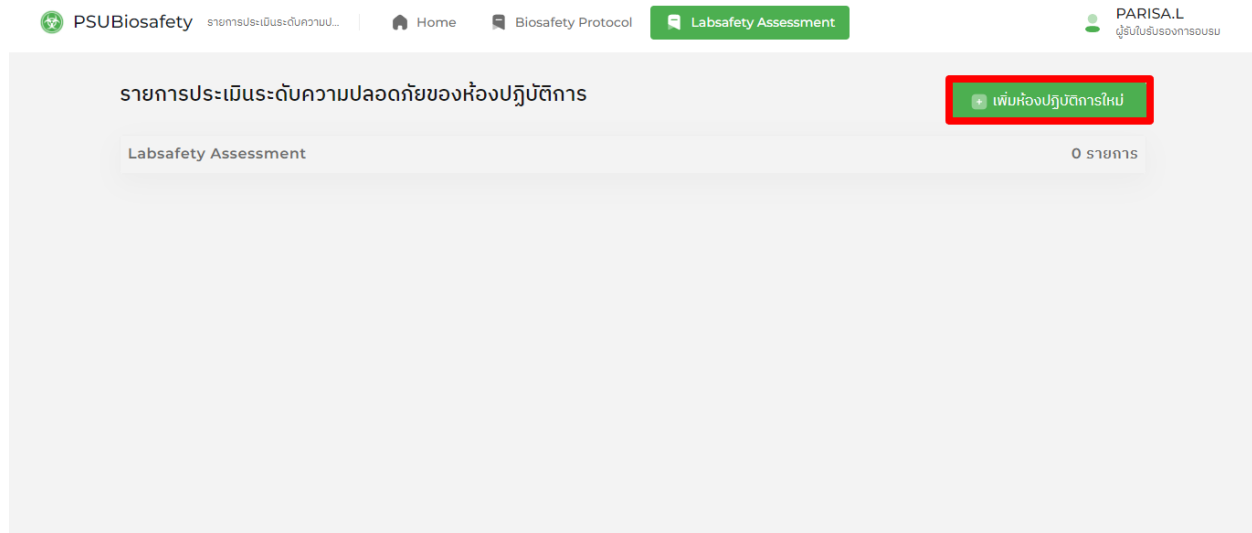 PSUBiosafety รายการประเมินระดับความป... Home Biosafety Protocol Labsafety Assessment PARISA.L
ผู้รับใบรับรองการอบรม
รายการประเมินระดับความปลอดภัยของห้องปฏิบัติการ เพิ่มห้องปฏิบัติการใหม่
Labsafety Assessment 0 รายการ